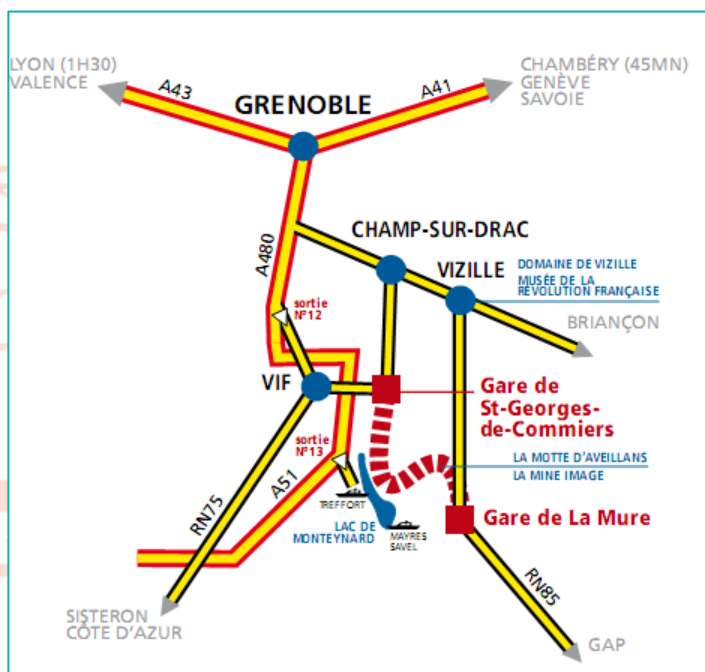 LYON (1H30)
VALENCE
A43
GRENOBLE
A41
CHAMBÉRY (45MN)
GENÈVE
SAVOIE
A480
CHAMP-SUR-DRAC
VIZILLE
DOMAINE DE VIZILLE
MUSÉE DE LA
RÉVOLUTION FRANÇAISE
BRIANÇON
sortie
N°12
VIF
Gare de
St-Georges-
de-Commiers
sortie
N°13
A51
LA MOTTE D'AVEILLANS
LA MINE IMAGE
TREFFORT
LAC DE
MONTEYNARD
MAYRES
SAVEL
Gare de La Mure
RN75
RN85
SISTERON
CÔTE D'AZUR
GAP